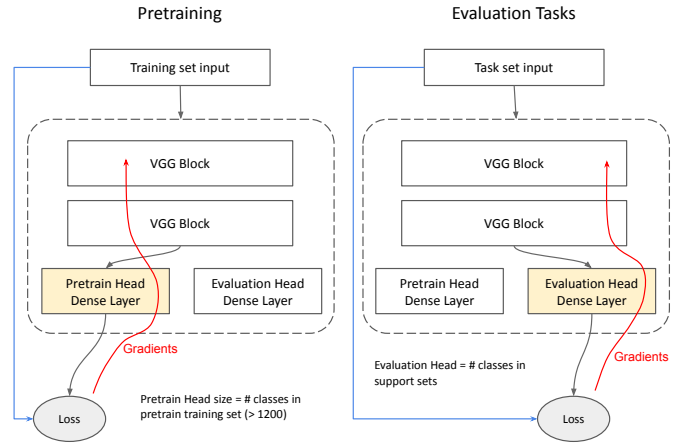 Pretraining
Training set input
VGG Block
VGG Block
Pretrain Head
Dense Layer
Evaluation Head
Dense Layer
Gradients
Pretrain Head size = # classes in
pretrain training set (> 1200)
Loss
Evaluation Tasks
Task set input
VGG Block
VGG Block
Pretrain Head
Dense Layer
Evaluation Head
Dense Layer
Gradients
Evaluation Head = # classes in
support sets
Loss